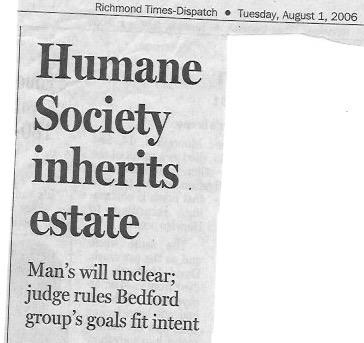 Richmond Times-Dispatch ● Tuesday, August 1, 2006
Humane
Society
inherits
estate
Man's will unclear;
judge rules Bedford
group's goals fit intent